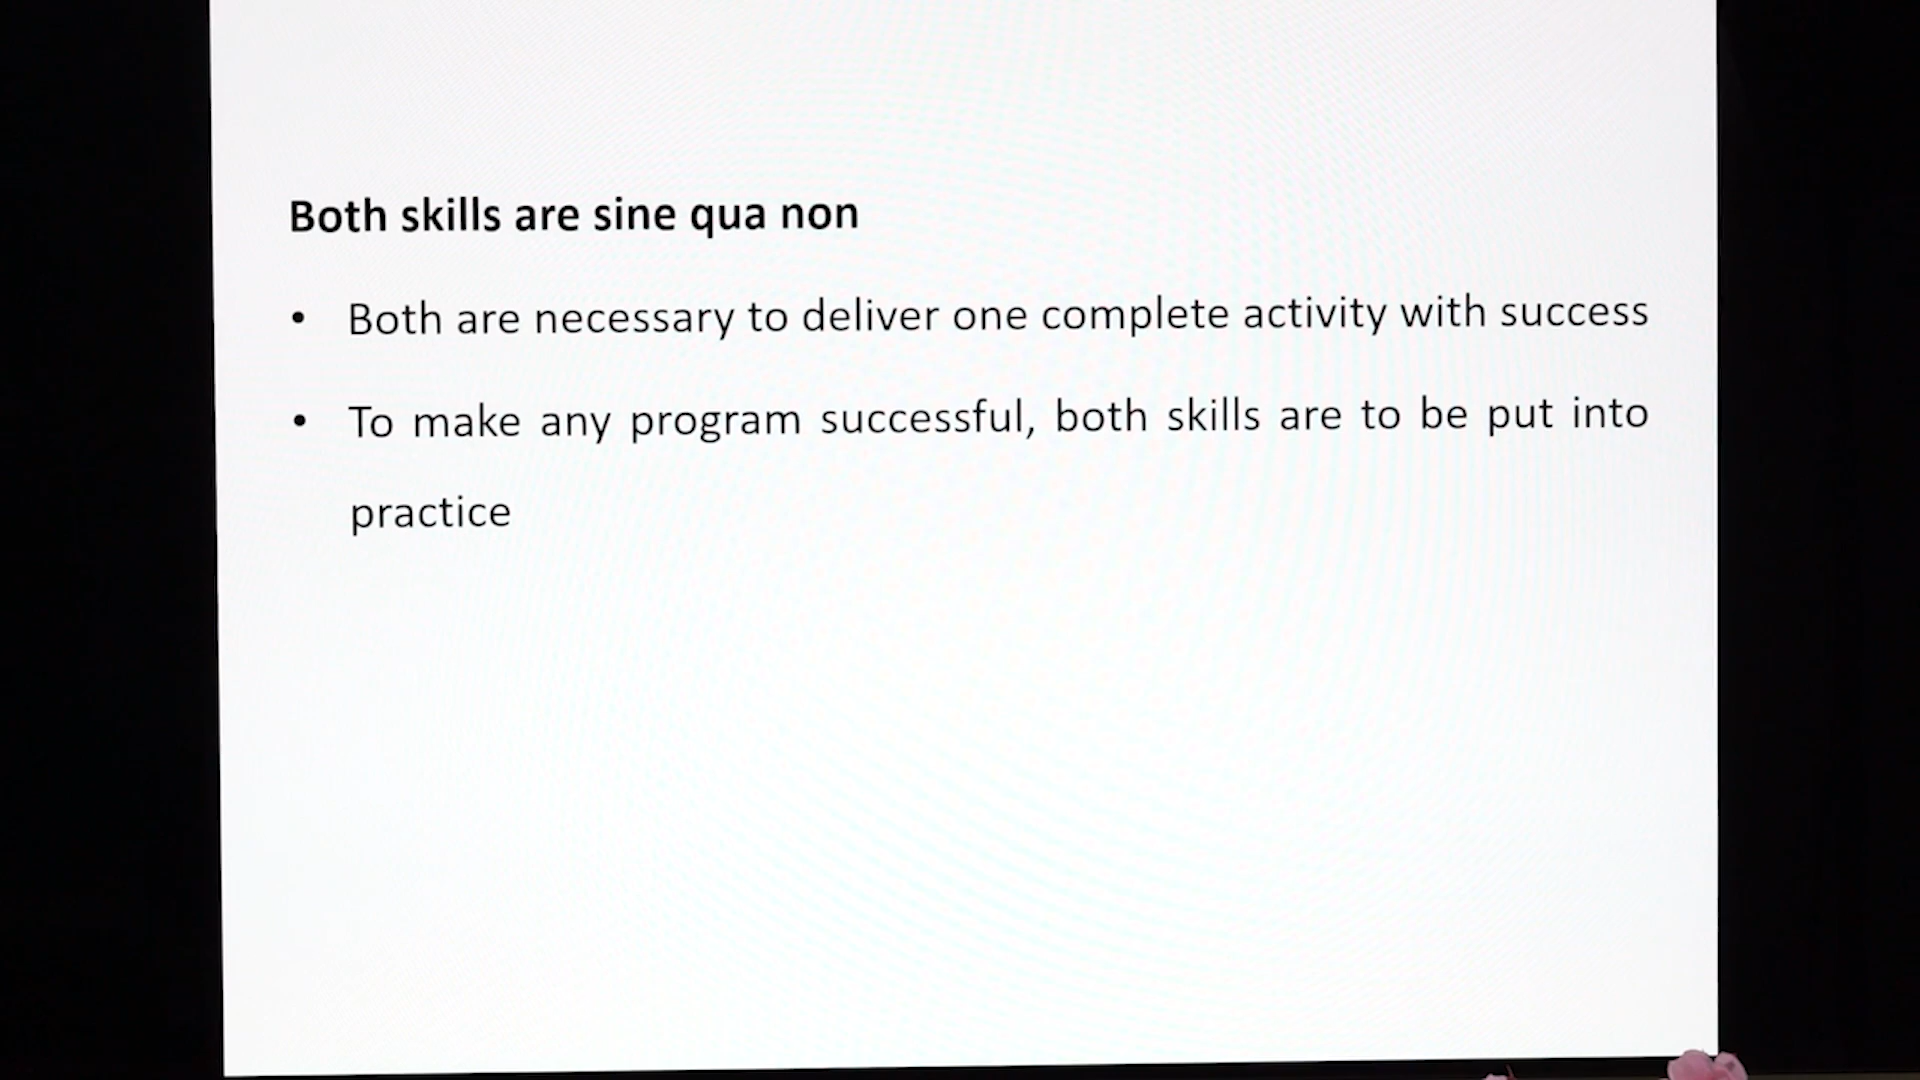 Both skills are sine qua non
• Both are necessary to deliver one complete activity with success
• To make any program successful, both skills are to be put into
practice